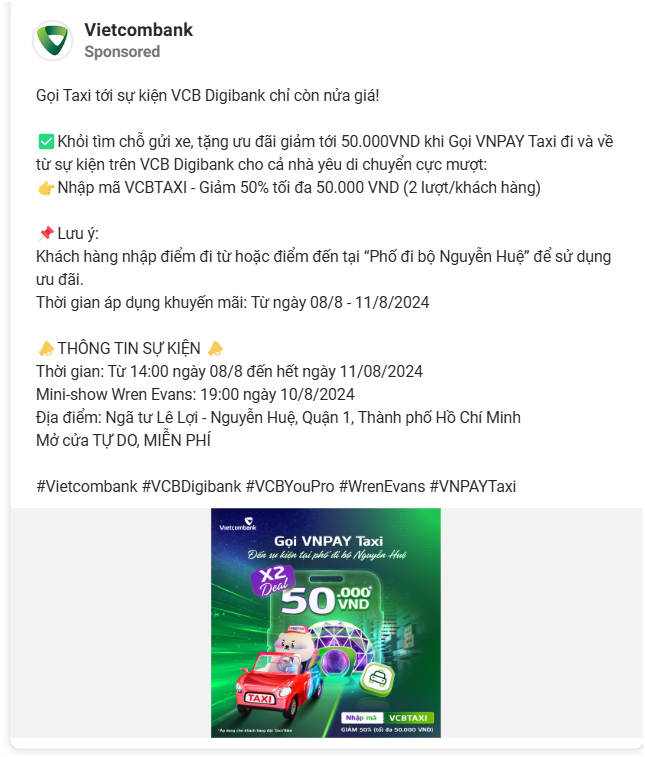 Vietcombank
Sponsored
Gọi Taxi tới sự kiện VCB Digibank chỉ còn nửa giá!
✅Khỏi tìm chỗ gửi xe, tặng ưu đãi giảm tới 50.000VND khi Gọi VNPAY Taxi đi và về
từ sự kiện trên VCB Digibank cho cả nhà yêu di chuyển cực mượt:
👉Nhập mã VCBTAXI - Giảm 50% tối đa 50.000 VND (2 lượt/khách hàng)
📌Lưu ý:
Khách hàng nhập điểm đi từ hoặc điểm đến tại “Phố đi bộ Nguyễn Huệ” để sử dụng
ưu đãi.
Thời gian áp dụng khuyến mãi: Từ ngày 08/8 - 11/8/2024
📣THÔNG TIN SỰ KIỆN 📣
Thời gian: Từ 14:00 ngày 08/8 đến hết ngày 11/08/2024
Mini-show Wren Evans: 19:00 ngày 10/8/2024
Địa điểm: Ngã tư Lê Lợi - Nguyễn Huệ, Quận 1, Thành phố Hồ Chí Minh
Mở cửa TỰ DO, MIỄN PHÍ
#Vietcombank #VCBDigibank #VCBYouPro #WrenEvans #VNPAYTaxi
Vietcombank
Gọi VNPAY Taxi
Đến sự kiện tại phố đi bộ Nguyễn Huệ
X2
Deal
50.000*
VND
TAXI
Nhập mã VCBTAXI
GIẢM 50% (tối đa 50.000 VND)
*Áp dụng cho khách hàng đặt Taxi